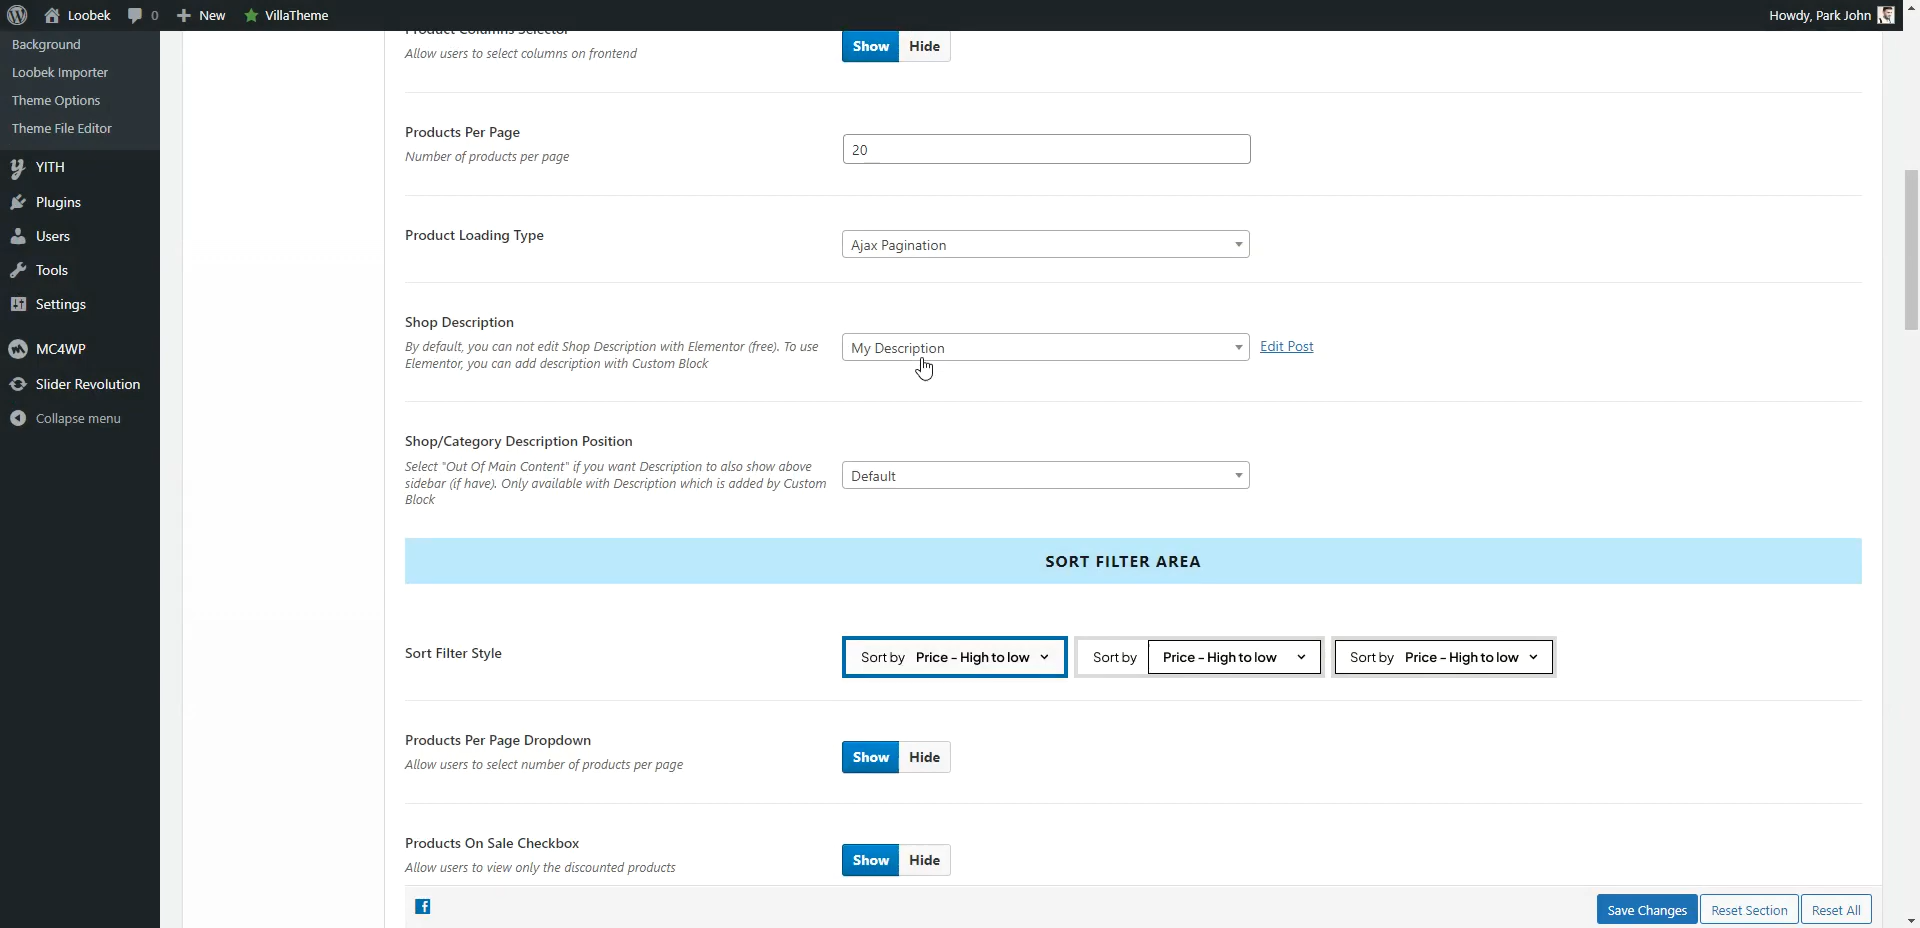 Loobek
0
New
VillaTheme
Howdy, Park John
Background
Loobek Importer
Theme Options
Theme File Editor
YITH
Plugins
Users
Tools
Settings
MC4WP
Slider Revolution
Collapse menu
Product Columns Selector
Allow users to select columns on frontend
Show
Hide
Products Per Page
Number of products per page
20
Product Loading Type
Ajax Pagination
Shop Description
By default, you can not edit Shop Description with Elementor (free). To use
Elementor, you can add description with Custom Block
My Description
Edit Post
Shop/Category Description Position
Select "Out Of Main Content" if you want Description to also show above
sidebar (if have). Only available with Description which is added by Custom
Block
Default
SORT FILTER AREA
Sort Filter Style
Sort by Price - High to low
Sort by Price - High to low
Sort by Price - High to low
Products Per Page Dropdown
Allow users to select number of products per page
Show
Hide
Products On Sale Checkbox
Allow users to view only the discounted products
Show
Hide
Save Changes
Reset Section
Reset All